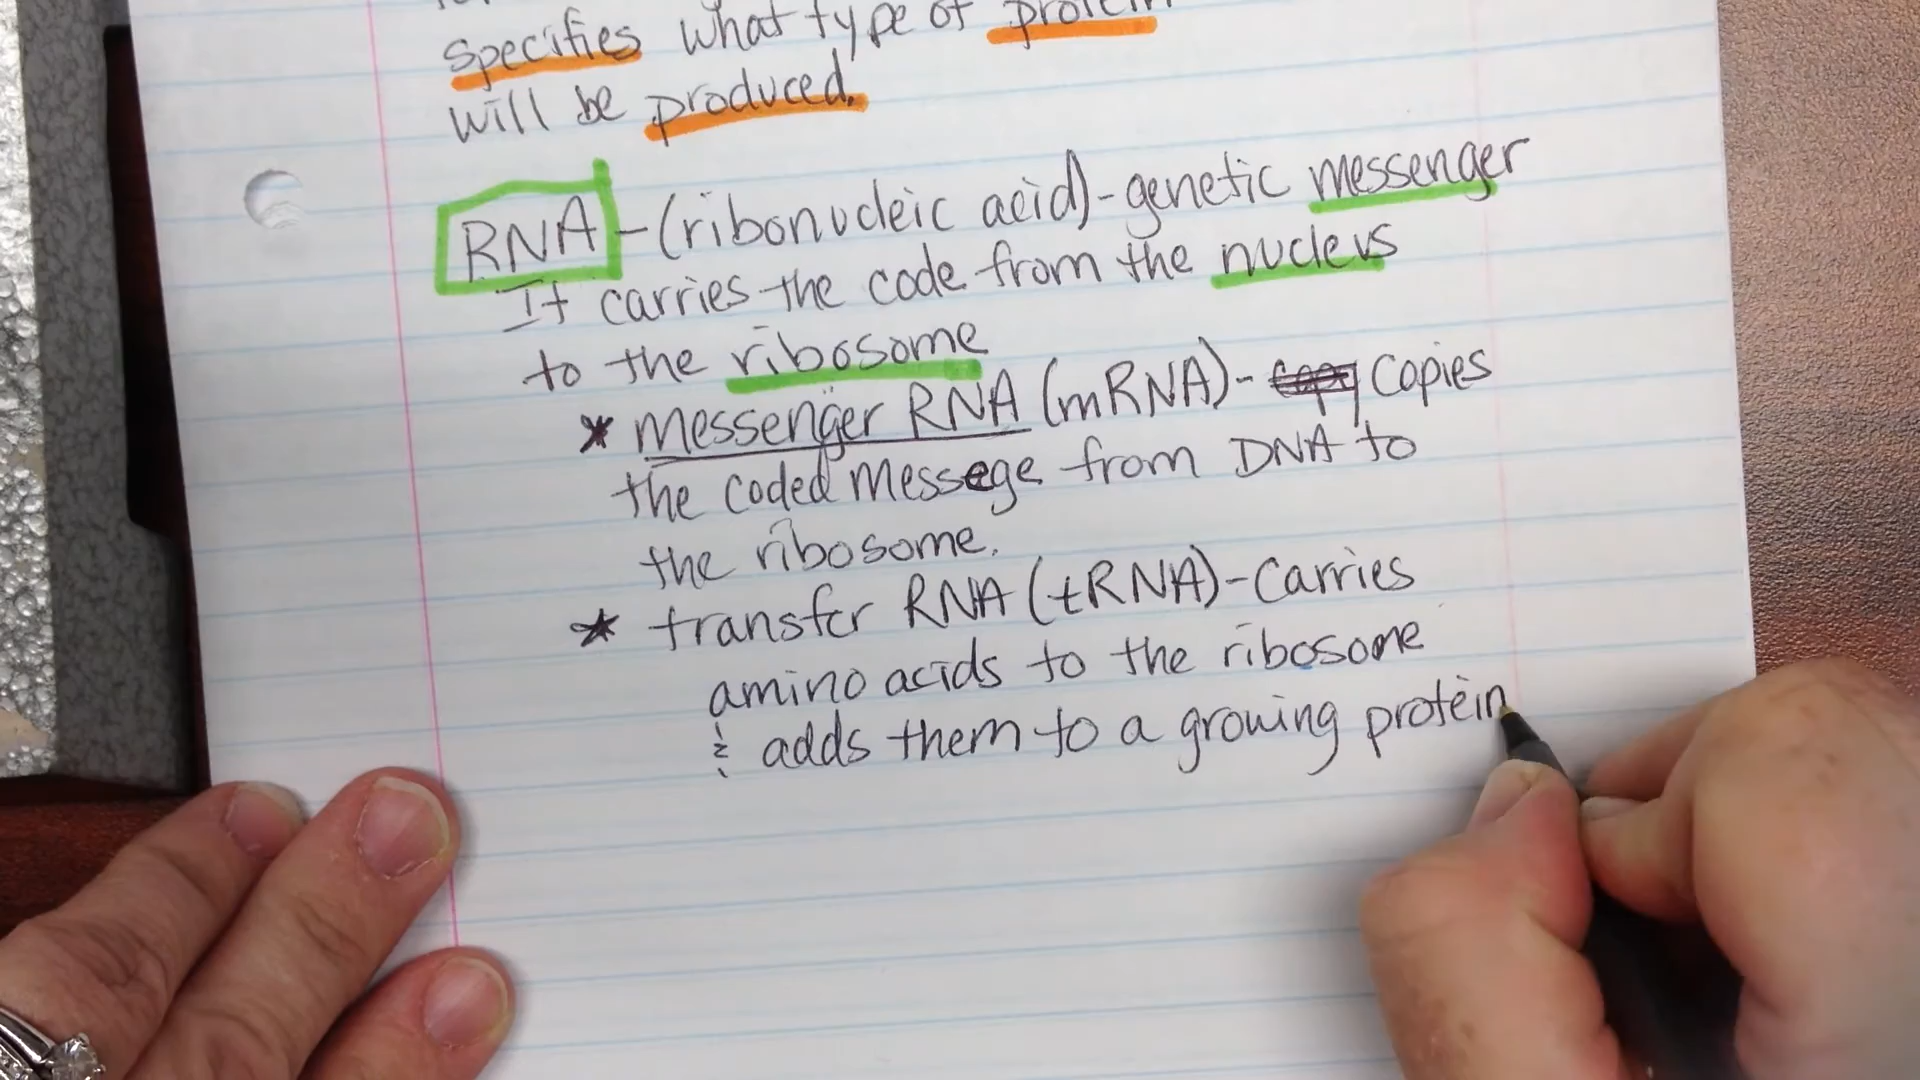 specifies what type of protein
will be produced.
RNA-(ribonucleic acid)-genetic messenger
It carries the code from the nucleus
to the ribosome
* messenger RNA (mRNA)- copy copies
the coded messege from DNA to
the ribosome.
* transfer RNA (tRNA)-carries
amino acids to the ribosome
& adds them to a growing protein